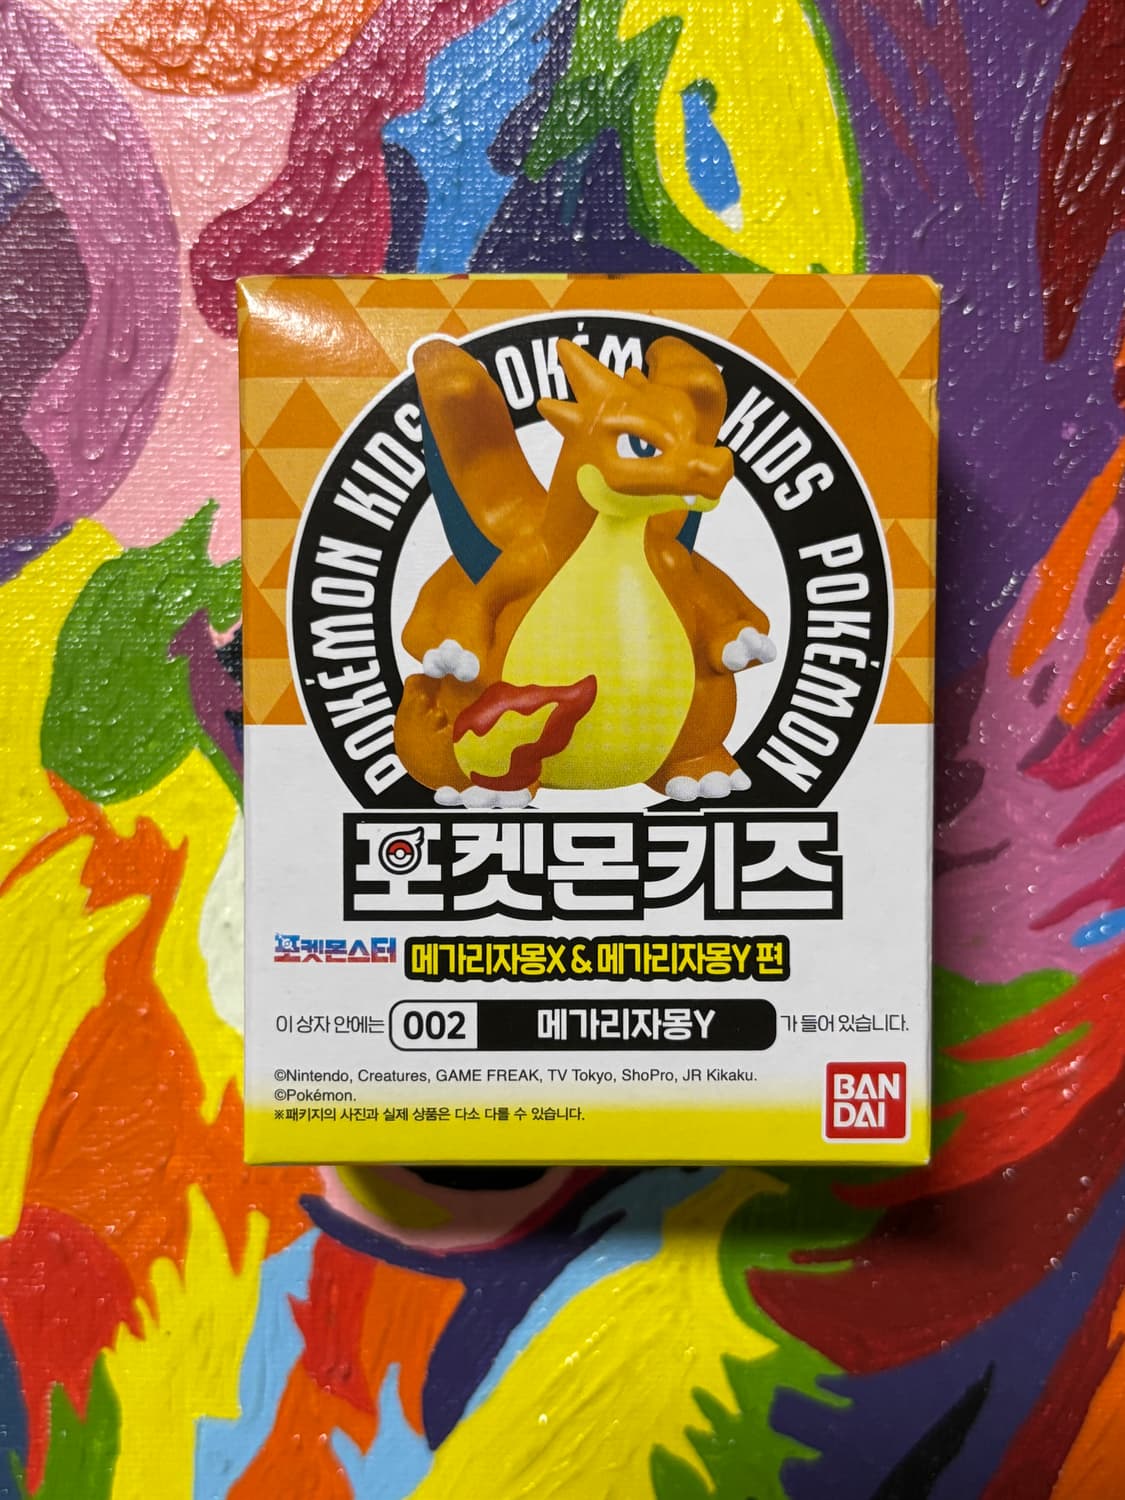 POKÉMON KIDS POKÉM KIDS POKÉMON
포켓몬키즈
포켓몬스터 메가리자몽X & 메가리자몽Y 편
이 상자 안에는 002 메가리자몽Y 가 들어 있습니다.
©Nintendo, Creatures, GAME FREAK, TV Tokyo, ShoPro, JR Kikaku.
©Pokémon.
※패키지의 사진과 실제 상품은 다소 다를 수 있습니다.
BAN
DAI